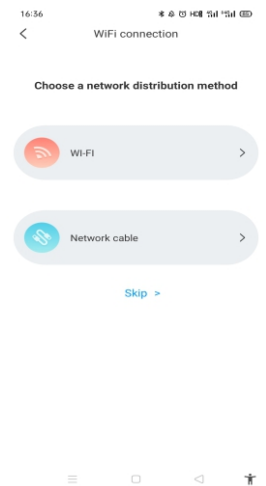 16:36
WiFi connection
Choose a network distribution method
WI-FI
Network cable
Skip >